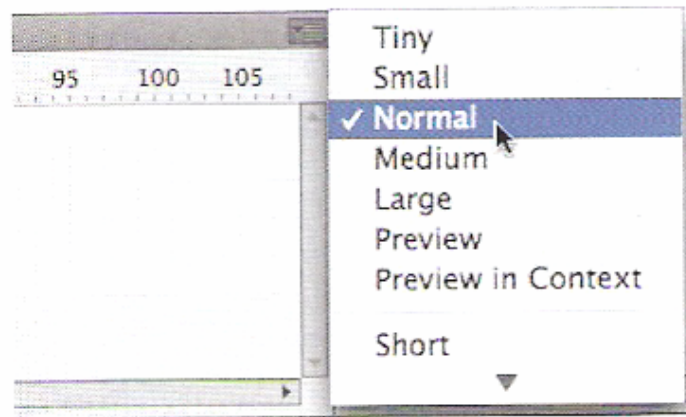 95 100 105
Tiny
Small
Normal
Medium
Large
Preview
Preview in Context
Short